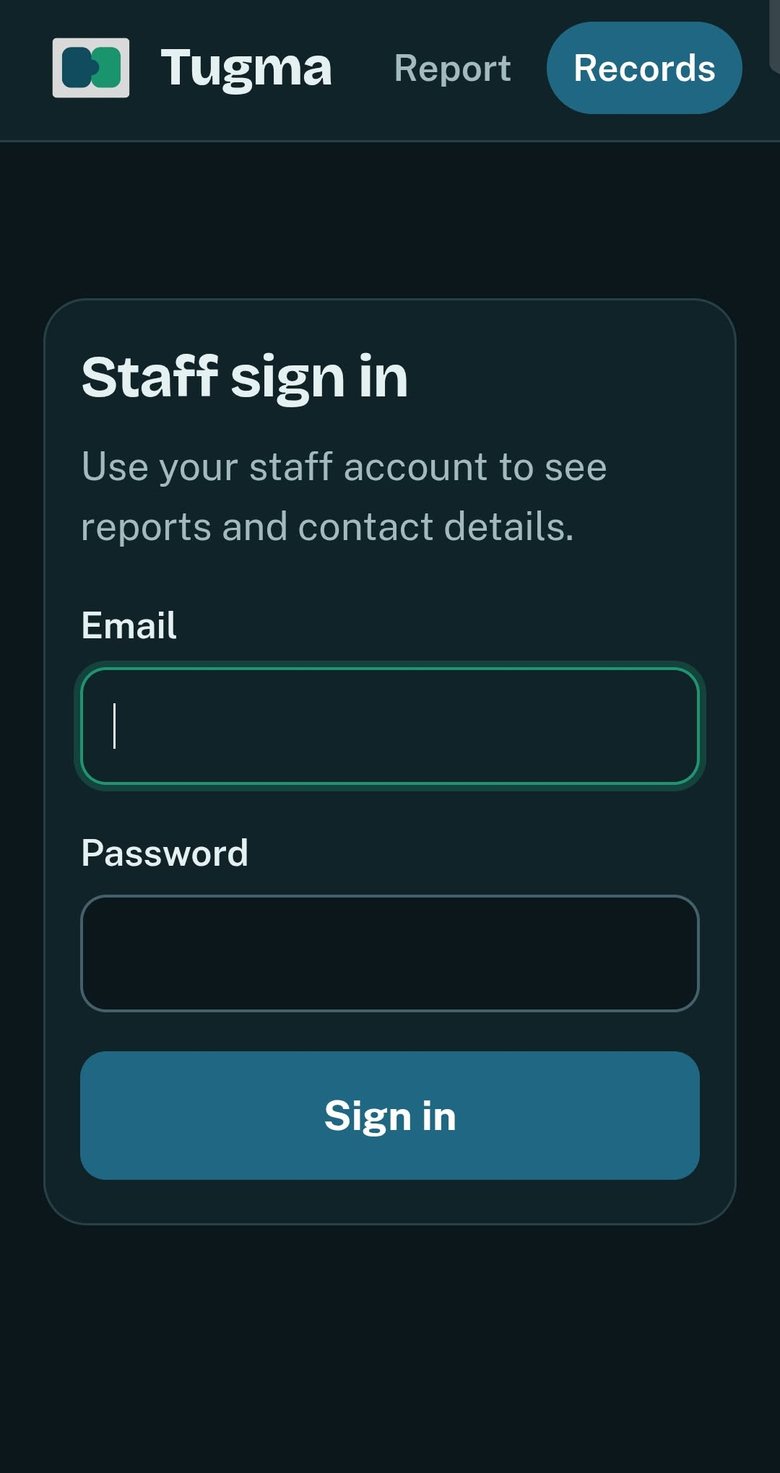 Tugma
Report
Records
Staff sign in
Use your staff account to see
reports and contact details.
Email
Password
Sign in